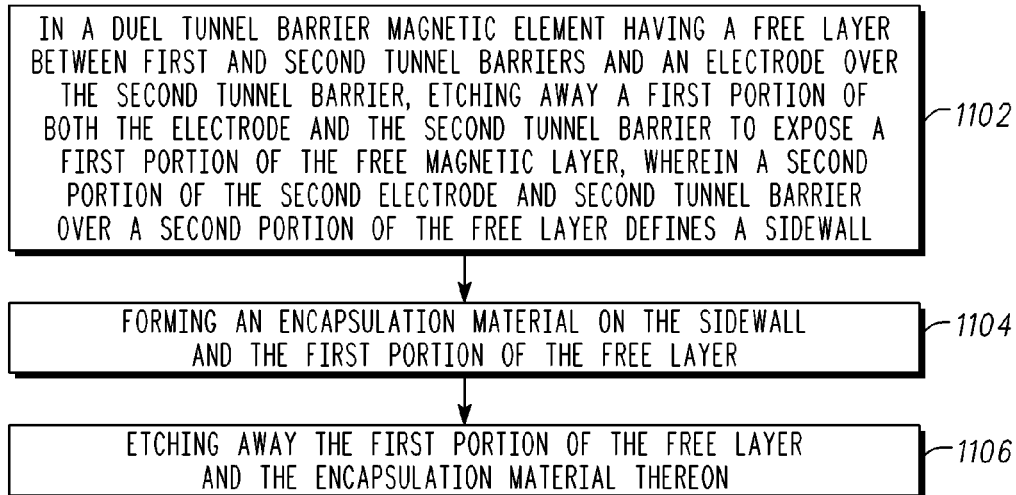 IN A DUEL TUNNEL BARRIER MAGNETIC ELEMENT HAVING A FREE LAYER
BETWEEN FIRST AND SECOND TUNNEL BARRIERS AND AN ELECTRODE OVER
THE SECOND TUNNEL BARRIER, ETCHING AWAY A FIRST PORTION OF
BOTH THE ELECTRODE AND THE SECOND TUNNEL BARRIER TO EXPOSE A
FIRST PORTION OF THE FREE MAGNETIC LAYER, WHEREIN A SECOND
PORTION OF THE SECOND ELECTRODE AND SECOND TUNNEL BARRIER
OVER A SECOND PORTION OF THE FREE LAYER DEFINES A SIDEWALL
1102
FORMING AN ENCAPSULATION MATERIAL ON THE SIDEWALL
AND THE FIRST PORTION OF THE FREE LAYER
1104
ETCHING AWAY THE FIRST PORTION OF THE FREE LAYER
AND THE ENCAPSULATION MATERIAL THEREON
1106